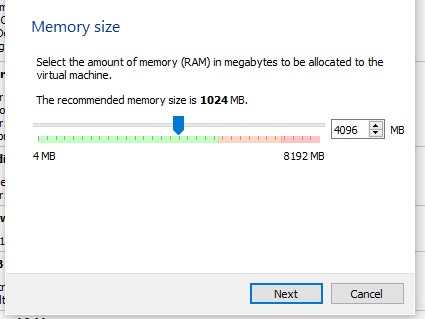 Memory size
Select the amount of memory (RAM) in megabytes to be allocated to the
virtual machine.
The recommended memory size is 1024 MB.
4096 MB
4 MB 8192 MB
Next Cancel